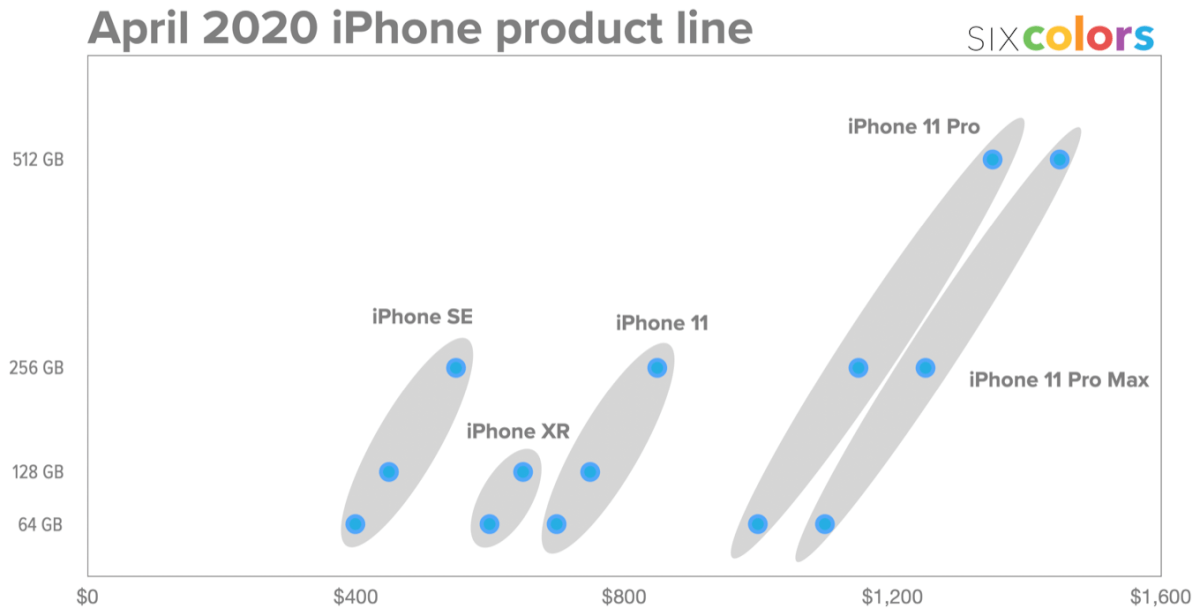 April 2020 iPhone product line
sixcolors
iPhone 11 Pro
512 GB
iPhone SE
iPhone 11
256 GB
iPhone 11 Pro Max
iPhone XR
128 GB
64 GB
$0
$400
$800
$1,200
$1,600